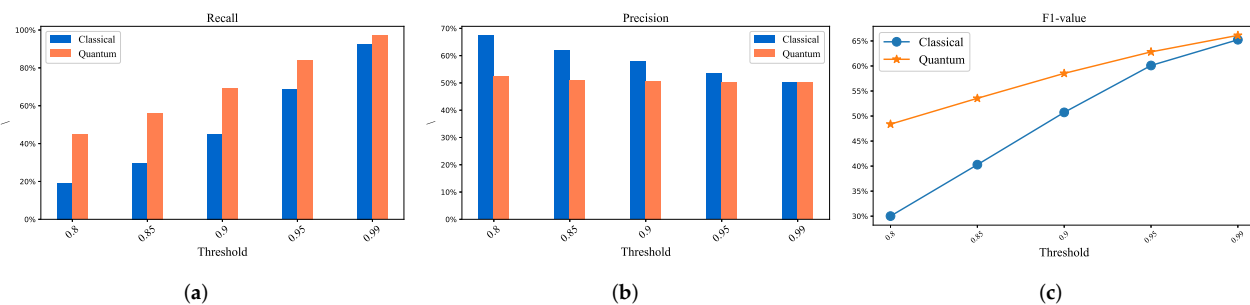 Recall
Classical
Quantum
100%
80%
60%
40%
20%
0%
\
0.8
0.85
0.9
0.95
0.99
Threshold
(a)
Precision
Classical
Quantum
70%
60%
50%
40%
30%
20%
10%
0%
\
0.8
0.85
0.9
0.95
0.99
Threshold
(b)
F1-value
Classical
Quantum
65%
60%
55%
50%
45%
40%
35%
30%
0.8
0.85
0.9
0.95
0.99
Threshold
(c)